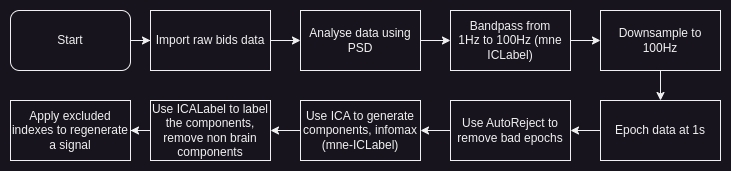 Start
Import raw bids data
Analyse data using
PSD
Bandpass from
1Hz to 100Hz (mne
ICLabel)
Downsample to
100Hz
Epoch data at 1s
Use AutoReject to
remove bad epochs
Use ICA to generate
components, infomax
(mne-ICLabel)
Use ICALabel to label
the components,
remove non brain
components
Apply excluded
indexes to regenerate
a signal